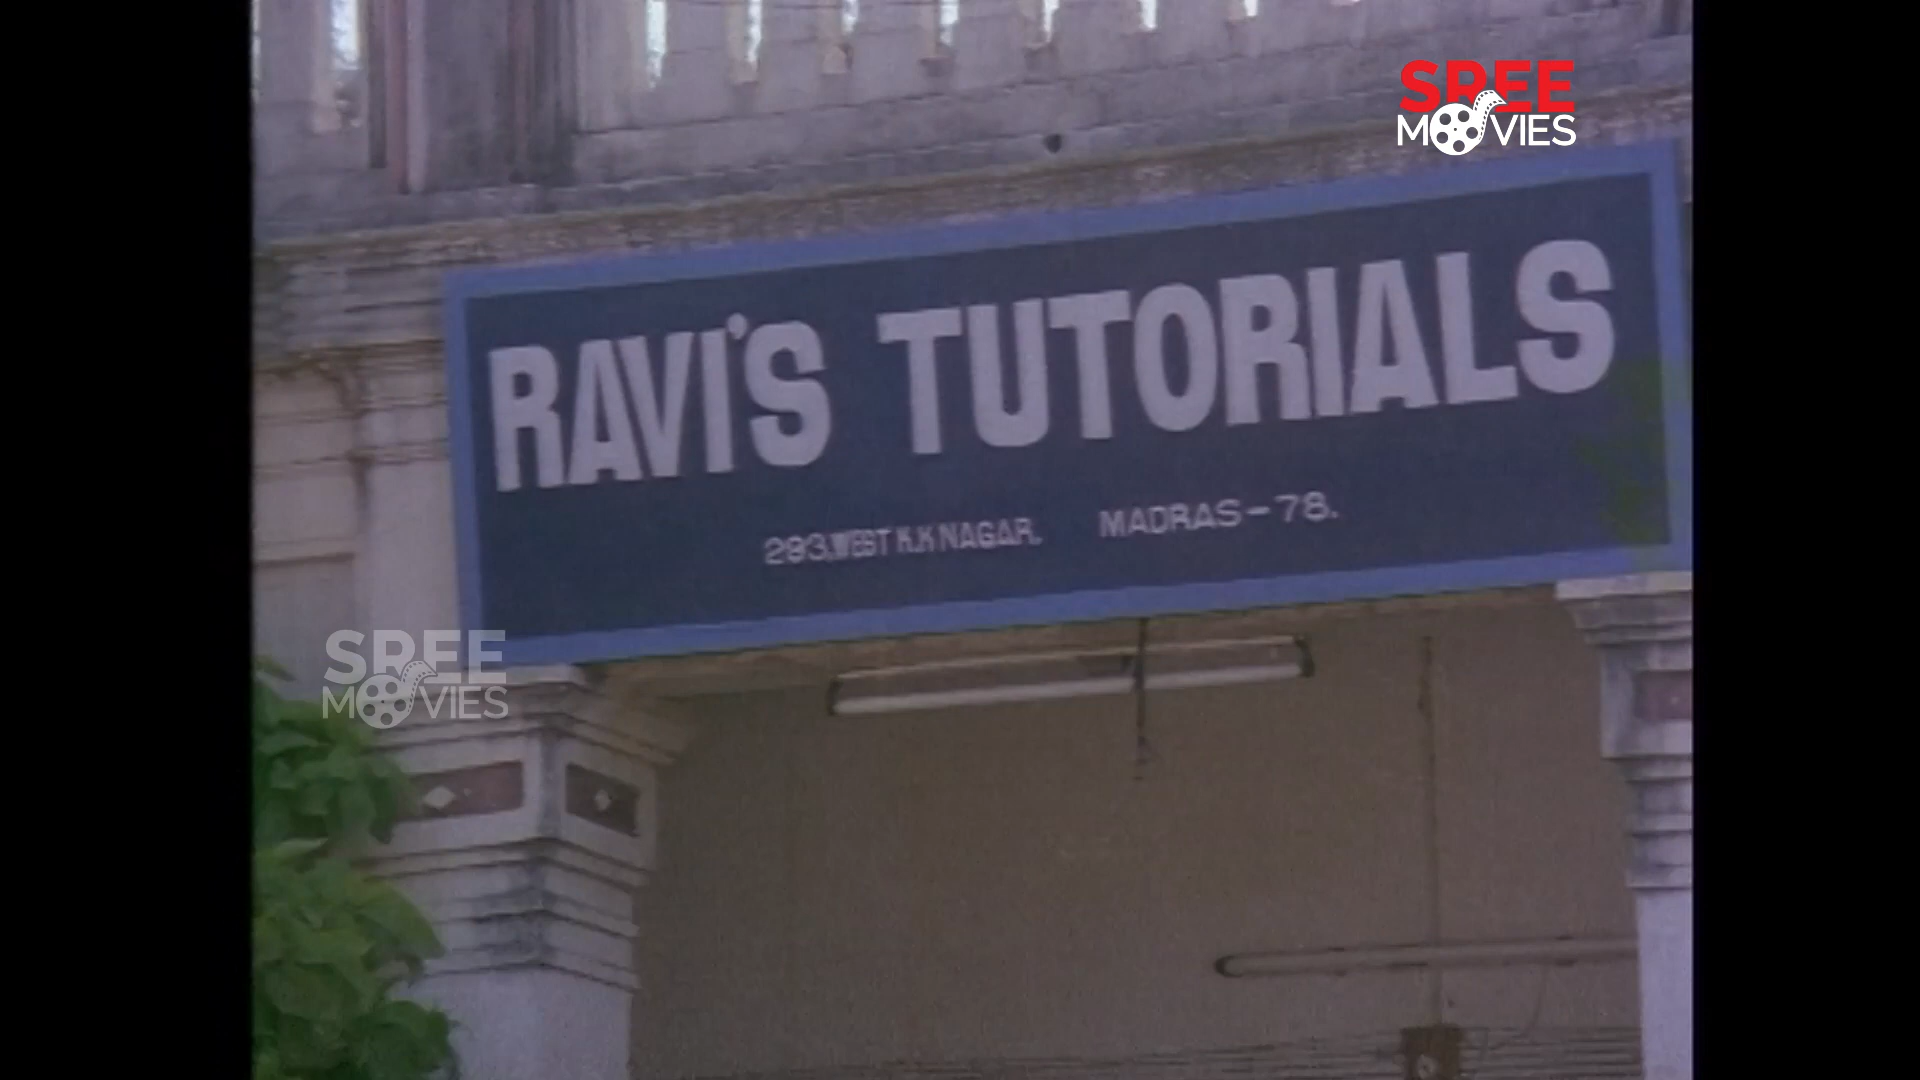 SREE
MOVIES
RAVI'S TUTORIALS
293,WEST K.K NAGAR, MADRAS-78.
SREE
MOVIES